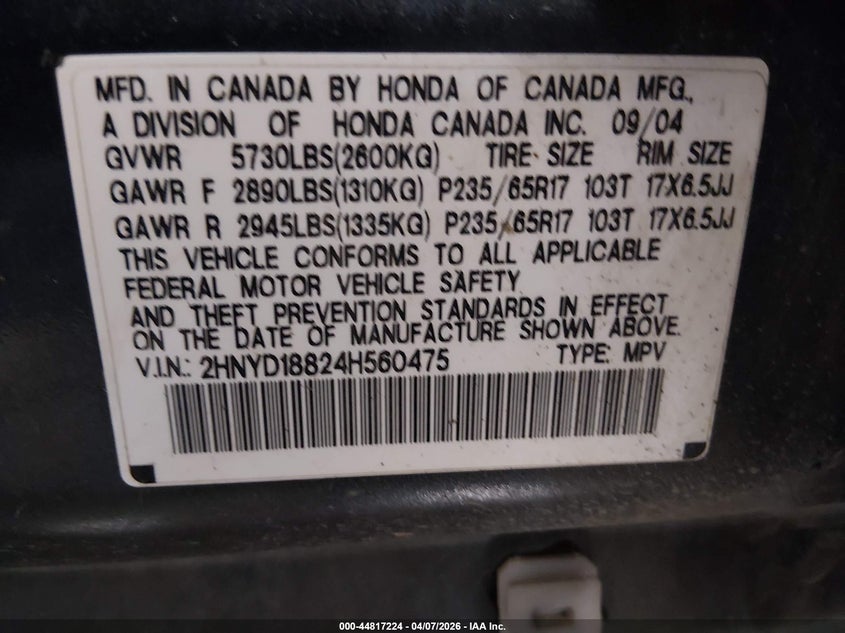 MFD. IN CANADA BY HONDA OF CANADA MFG.,
A DIVISION OF HONDA CANADA INC. 09/04
GVWR 5730LBS(2600KG) TIRE SIZE RIM SIZE
GAWR F 2890LBS(1310KG) P235/65R17 103T 17X6.5JJ
GAWR R 2945LBS(1335KG) P235/65R17 103T 17X6.5JJ
THIS VEHICLE CONFORMS TO ALL APPLICABLE
FEDERAL MOTOR VEHICLE SAFETY
AND THEFT PREVENTION STANDARDS IN EFFECT
ON THE DATE OF MANUFACTURE SHOWN ABOVE.
V.I.N.: 2HNYD18824H560475 TYPE: MPV
000-44817224 - 04/07/2026 - IAA Inc.